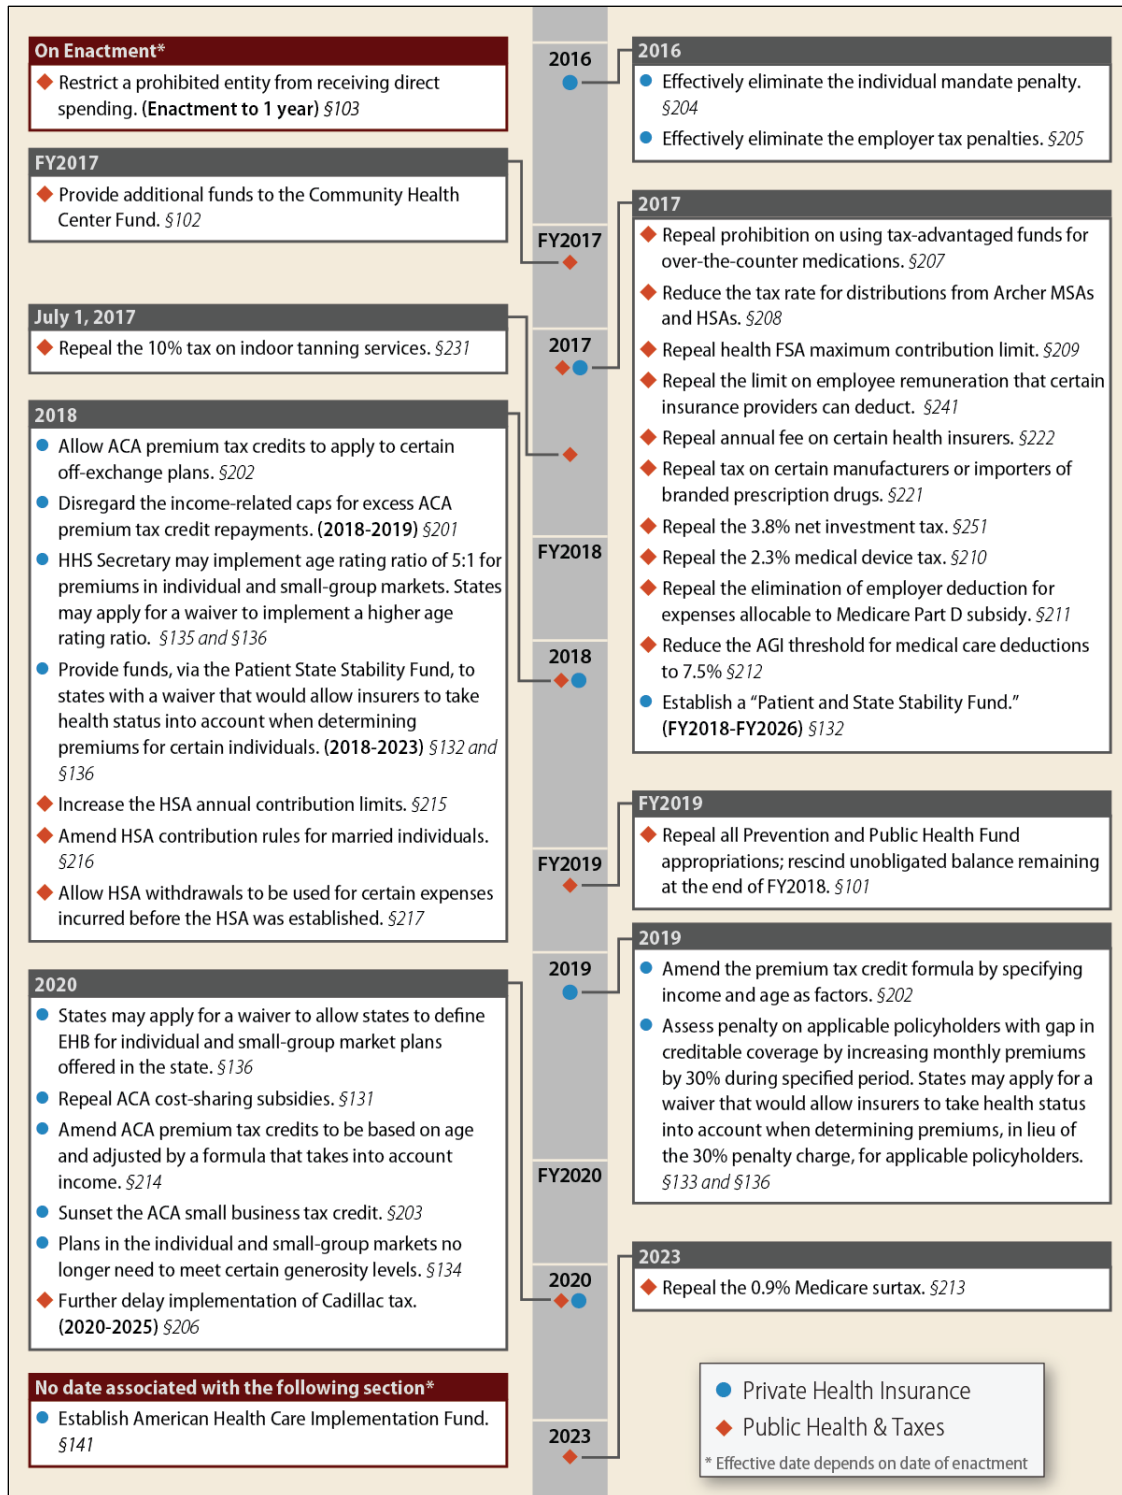 On Enactment*
Restrict a prohibited entity from receiving direct
spending. (Enactment to 1 year) §103
FY2017
Provide additional funds to the Community Health
Center Fund. §102
July 1, 2017
Repeal the 10% tax on indoor tanning services. §231
2018
Allow ACA premium tax credits to apply to certain
off-exchange plans. §202
Disregard the income-related caps for excess ACA
premium tax credit repayments. (2018-2019) §201
HHS Secretary may implement age rating ratio of 5:1 for
premiums in individual and small-group markets. States
may apply for a waiver to implement a higher age
rating ratio. §135 and §136
Provide funds, via the Patient State Stability Fund, to
states with a waiver that would allow insurers to take
health status into account when determining
premiums for certain individuals. (2018-2023) §132 and
§136
Increase the HSA annual contribution limits. §215
Amend HSA contribution rules for married individuals.
§216
Allow HSA withdrawals to be used for certain expenses
incurred before the HSA was established. §217
2020
States may apply for a waiver to allow states to define
EHB for individual and small-group market plans
offered in the state. §136
Repeal ACA cost-sharing subsidies. §131
Amend ACA premium tax credits to be based on age
and adjusted by a formula that takes into account
income. §214
Sunset the ACA small business tax credit. §203
Plans in the individual and small-group markets no
longer need to meet certain generosity levels. §134
Further delay implementation of Cadillac tax.
(2020-2025) §206
No date associated with the following section*
Establish American Health Care Implementation Fund.
§141
2016
FY2017
2017
FY2018
2018
FY2019
2019
FY2020
2020
2023
2016
Effectively eliminate the individual mandate penalty.
§204
Effectively eliminate the employer tax penalties. §205
2017
Repeal prohibition on using tax-advantaged funds for
over-the-counter medications. §207
Reduce the tax rate for distributions from Archer MSAs
and HSAs. §208
Repeal health FSA maximum contribution limit. §209
Repeal the limit on employee remuneration that certain
insurance providers can deduct. §241
Repeal annual fee on certain health insurers. §222
Repeal tax on certain manufacturers or importers of
branded prescription drugs. §221
Repeal the 3.8% net investment tax. §251
Repeal the 2.3% medical device tax. §210
Repeal the elimination of employer deduction for
expenses allocable to Medicare Part D subsidy. §211
Reduce the AGI threshold for medical care deductions
to 7.5% §212
Establish a “Patient and State Stability Fund.”
(FY2018-FY2026) §132
FY2019
Repeal all Prevention and Public Health Fund
appropriations; rescind unobligated balance remaining
at the end of FY2018. §101
2019
Amend the premium tax credit formula by specifying
income and age as factors. §202
Assess penalty on applicable policyholders with gap in
creditable coverage by increasing monthly premiums
by 30% during specified period. States may apply for a
waiver that would allow insurers to take health status
into account when determining premiums, in lieu of
the 30% penalty charge, for applicable policyholders.
§133 and §136
2023
Repeal the 0.9% Medicare surtax. §213
Private Health Insurance
Public Health & Taxes
* Effective date depends on date of enactment